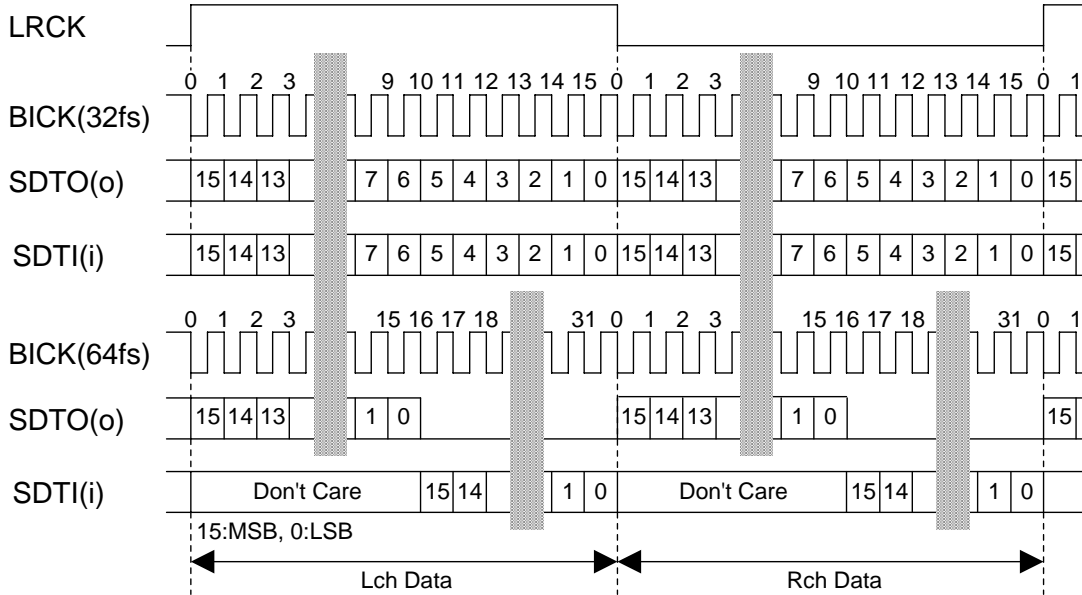 LRCK
0 1 2 3 9 10 11 12 13 14 15 0 1 2 3 9 10 11 12 13 14 15 0 1
BICK(32fs)
SDTO(o) 15 14 13 7 6 5 4 3 2 1 0 15 14 13 7 6 5 4 3 2 1 0 15
SDTI(i) 15 14 13 7 6 5 4 3 2 1 0 15 14 13 7 6 5 4 3 2 1 0 15
0 1 2 3 15 16 17 18 31 0 1 2 3 15 16 17 18 31 0 1
BICK(64fs)
SDTO(o) 15 14 13 1 0 15 14 13 1 0 15
SDTI(i) Don't Care 15 14 1 0 Don't Care 15 14 1 0
15:MSB, 0:LSB
Lch Data Rch Data